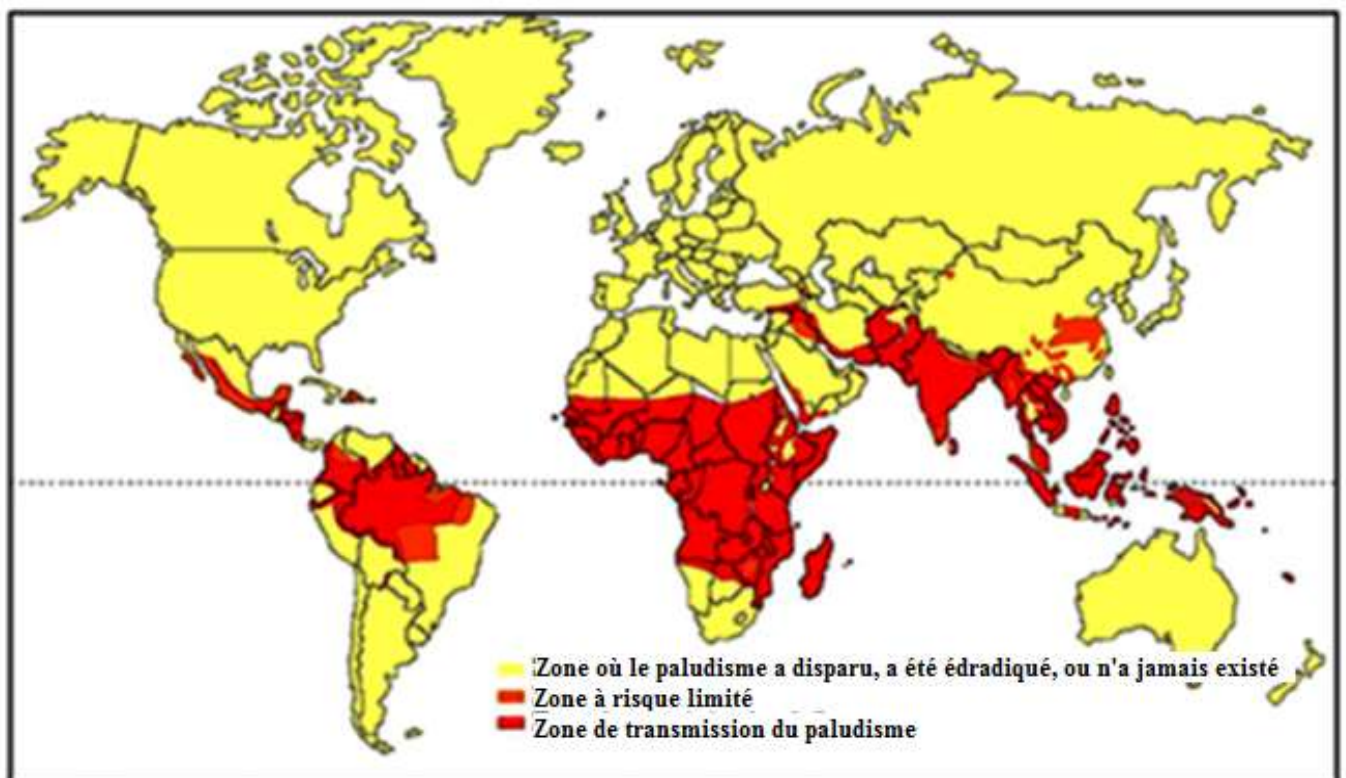 Zone où le paludisme a disparu, a été édradiqué, ou n'a jamais existé
Zone à risque limité
Zone de transmission du paludisme